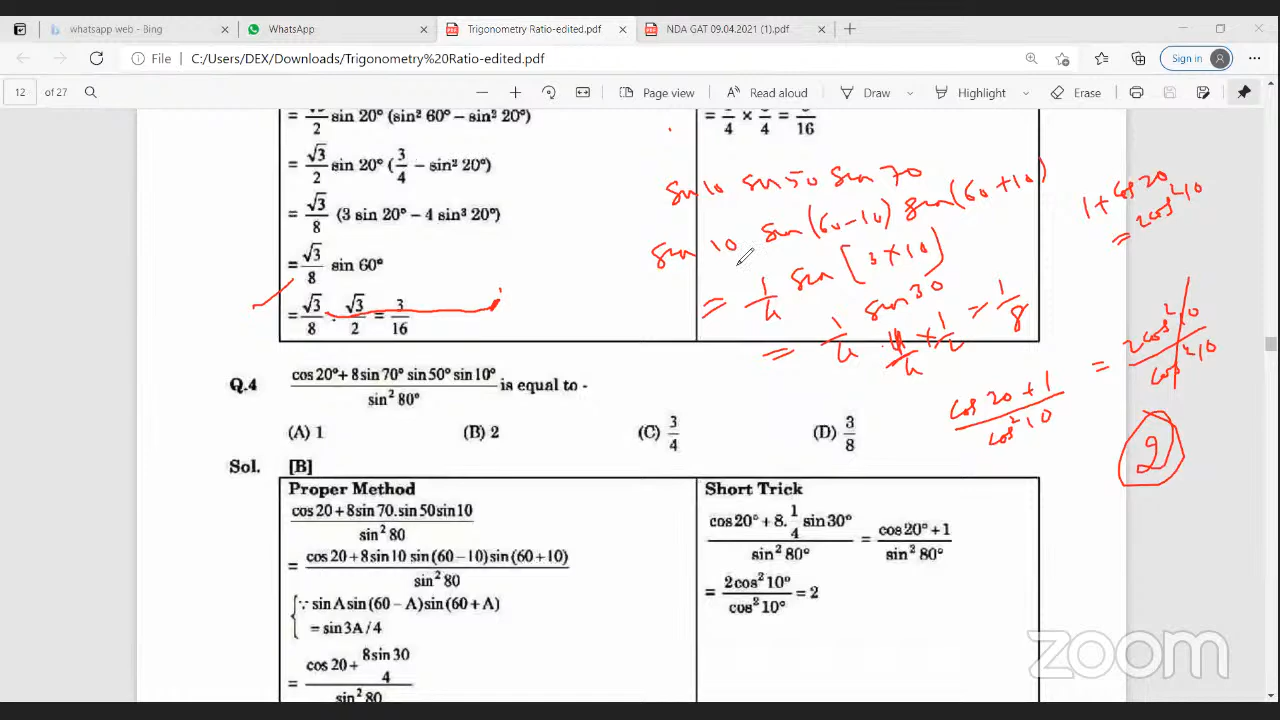 whatsapp web - Bing
WhatsApp
Trigonometry Ratio-edited.pdf
NDA GAT 09.04.2021 (1).pdf
File
C:/Users/DEX/Downloads/Trigonometry%20Ratio-edited.pdf
Sign in
12 of 27
Page view
Read aloud
Draw
Highlight
Erase
= √3/2 sin 20° (sin² 60° – sin² 20°)
= √3/2 sin 20° (3/4 – sin² 20°)
= √3/8 (3 sin 20° – 4 sin³ 20°)
= √3/8 sin 60°
= √3/8 . √3/2 = 3/16
sin 10 sin 50 sin 70
sin 10 sin(60-10) sin(60+10)
= 1/4 sin [3×10]
= 1/4 sin 30
×1/2 = 1/8
1 + cos 20
= 2cos² 10
cos 20 + 1 / cos² 10
= 2cos² 10 / cos² 10
2
Q.4 cos 20° + 8 sin 70° sin 50° sin 10° / sin² 80° is equal to -
(A) 1 (B) 2 (C) 3/4 (D) 3/8
Sol. [B]
Proper Method
cos 20 + 8 sin 70. sin 50 sin 10 / sin² 80
= cos 20 + 8 sin 10 sin (60 – 10) sin (60 + 10) / sin² 80
{∵ sin A sin (60 – A) sin (60 + A)
= sin 3A / 4
= cos 20 + 8 sin 30 / 4 / sin² 80
Short Trick
cos 20° + 8. 1/4 sin 30° / sin² 80° = cos 20° + 1 / sin² 80°
= 2 cos² 10° / cos² 10° = 2
zoom